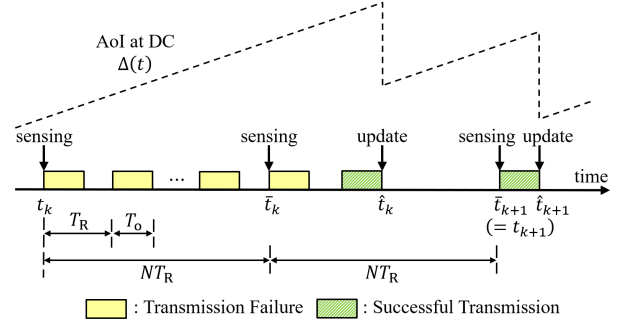 AoI at DC
Δ(t)
sensing sensing update sensing update
... time
t_k t̄_k t̂_k t̄_{k+1} t̂_{k+1}
(= t_{k+1})
T_R T_o
NT_R NT_R
: Transmission Failure : Successful Transmission